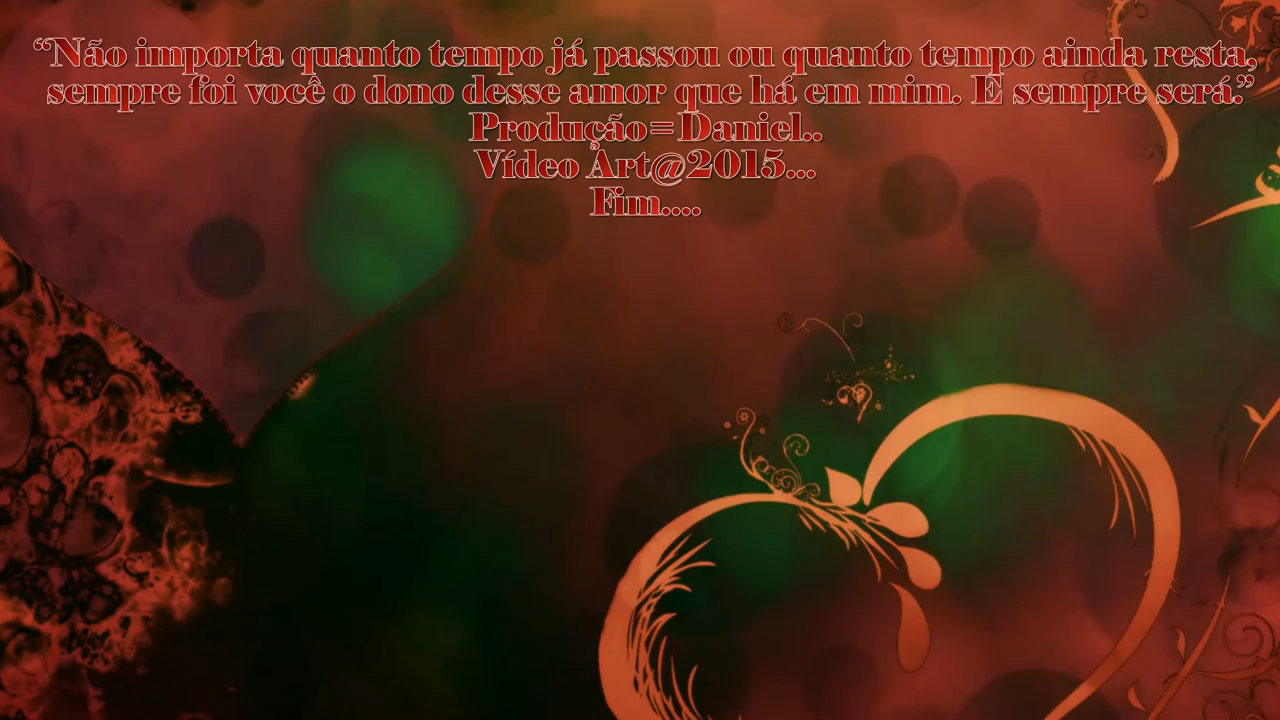 “Não importa quanto tempo já passou ou quanto tempo ainda resta,
sempre foi você o dono desse amor que há em mim. E sempre será.”
Produção=Daniel..
Vídeo Art@2015...
Fim....